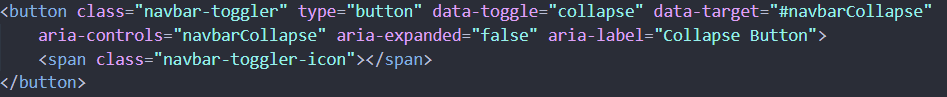 <button class="navbar-toggler" type="button" data-toggle="collapse" data-target="#navbarCollapse"
    aria-controls="navbarCollapse" aria-expanded="false" aria-label="Collapse Button">
    <span class="navbar-toggler-icon"></span>
</button>